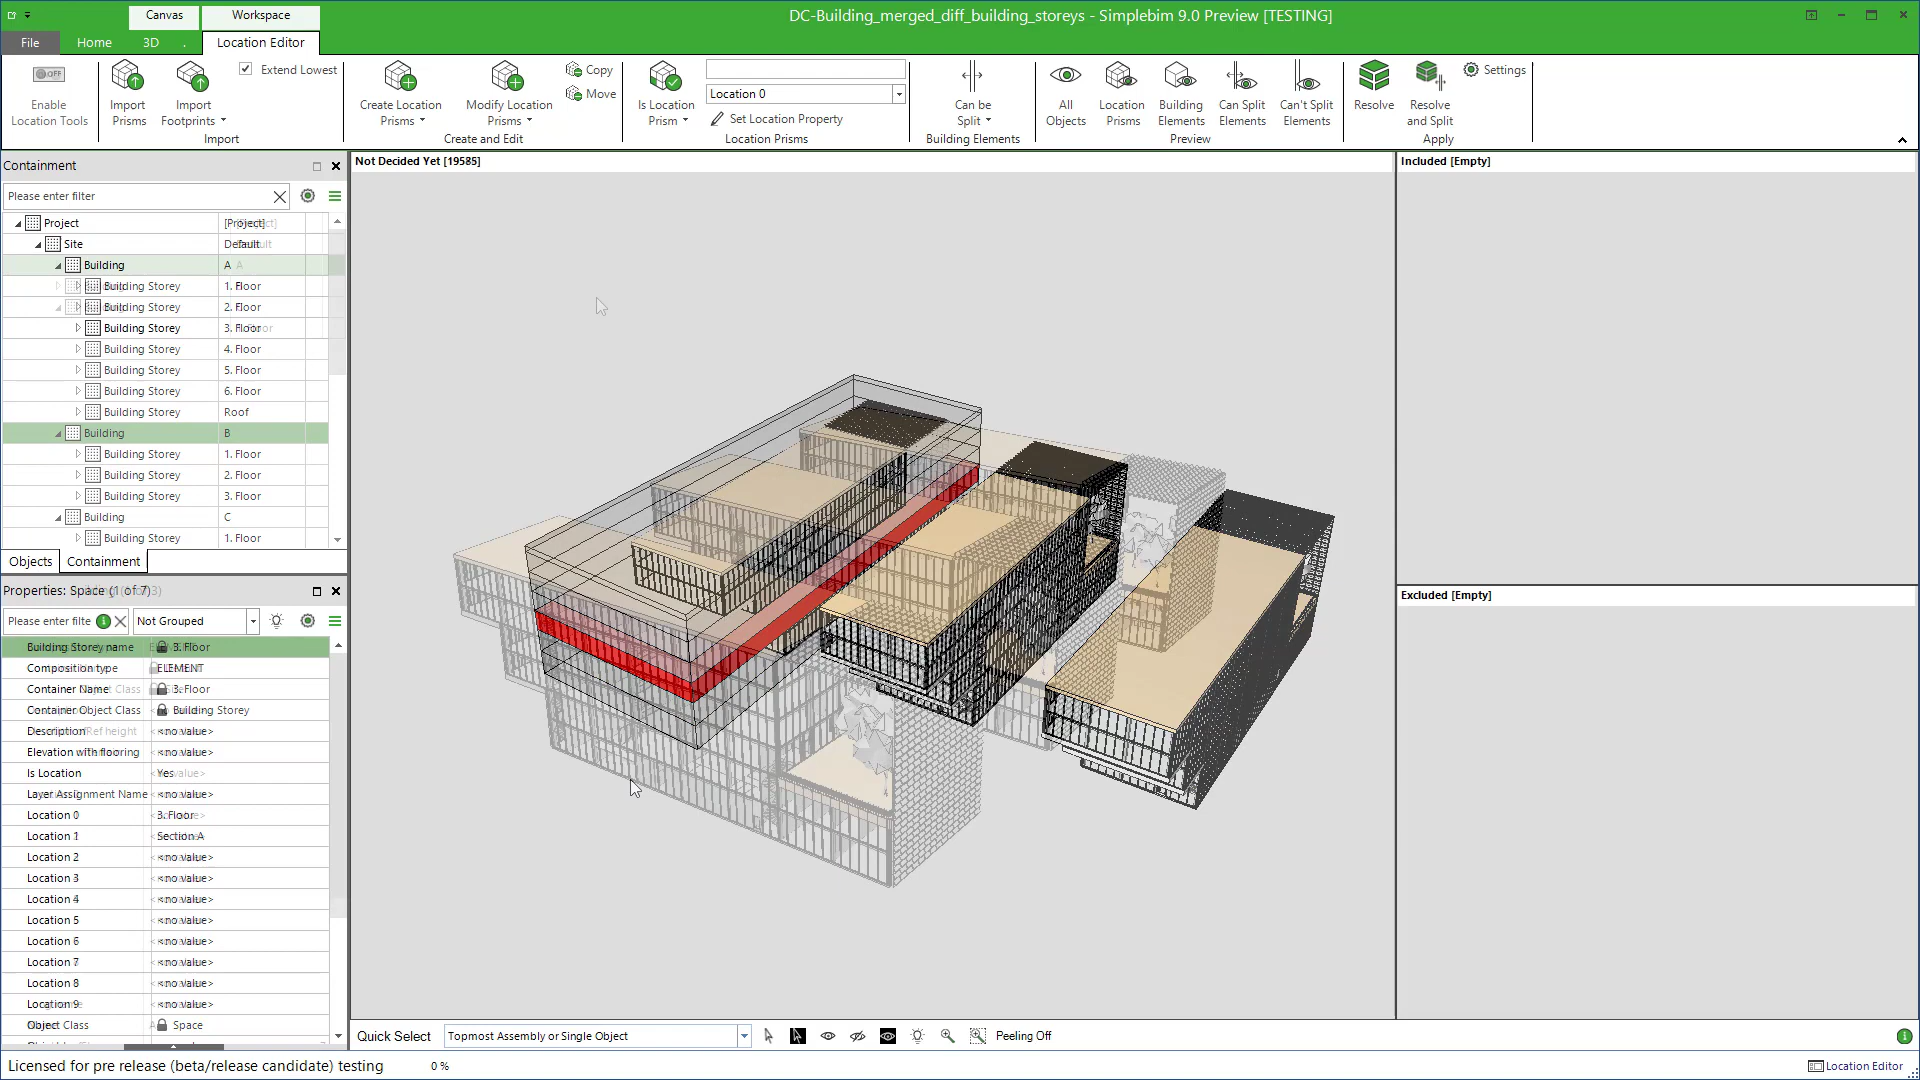 Canvas
Workspace
DC-Building_merged_diff_building_storeys - Simplebim 9.0 Preview [TESTING]
File
Home
3D
.
Location Editor
OFF
Enable
Location Tools
Import
Prisms
Import
Footprints
Extend Lowest
Import
Create Location
Prisms
Modify Location
Prisms
Copy
Move
Create and Edit
Is Location
Prism
Location 0
Set Location Property
Location Prisms
Can be
Split
Building Elements
All
Objects
Location
Prisms
Building
Elements
Can Split
Elements
Can't Split
Elements
Preview
Resolve
Resolve
and Split
Settings
Apply
Containment
Please enter filter
Project [Project]
Site Default
Building A
Building Storey 1. Floor
Building Storey 2. Floor
Building Storey 3. Floor
Building Storey 4. Floor
Building Storey 5. Floor
Building Storey 6. Floor
Building Storey Roof
Building B
Building Storey 1. Floor
Building Storey 2. Floor
Building Storey 3. Floor
Building C
Building Storey 1. Floor
Objects
Containment
Properties: Space (1 of 7)
Please enter filte
Not Grouped
Building Storey name 3. Floor
Composition type ELEMENT
Container Name 3. Floor
Container Object Class Building Storey
Description <no value>
Elevation with flooring <no value>
Is Location Yes
Layer Assignment Name <no value>
Location 0 3. Floor
Location 1 Section A
Location 2 <no value>
Location 3 <no value>
Location 4 <no value>
Location 5 <no value>
Location 6 <no value>
Location 7 <no value>
Location 8 <no value>
Location 9 <no value>
Object Class Space
Not Decided Yet [19585]
Included [Empty]
Excluded [Empty]
Quick Select
Topmost Assembly or Single Object
Peeling Off
Licensed for pre release (beta/release candidate) testing
0 %
Location Editor